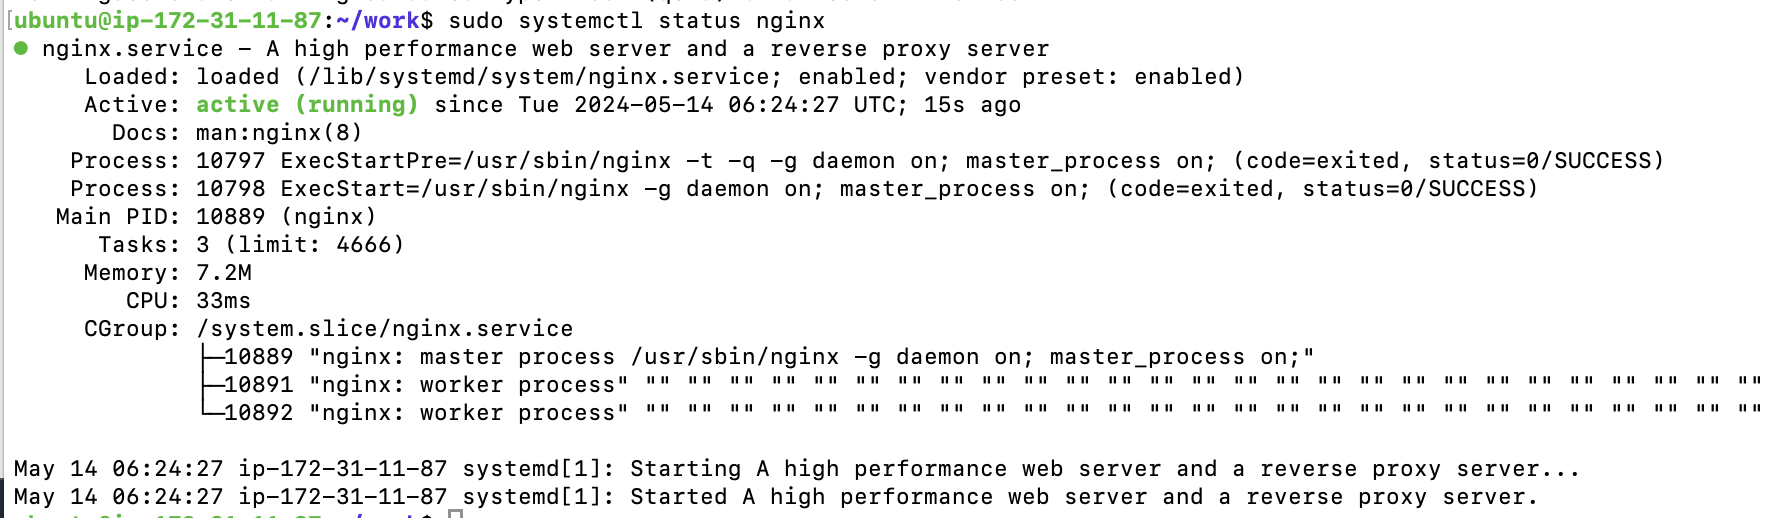 [ubuntu@ip-172-31-11-87:~/work$ sudo systemctl status nginx
● nginx.service – A high performance web server and a reverse proxy server
Loaded: loaded (/lib/systemd/system/nginx.service; enabled; vendor preset: enabled)
Active: active (running) since Tue 2024-05-14 06:24:27 UTC; 15s ago
Docs: man:nginx(8)
Process: 10797 ExecStartPre=/usr/sbin/nginx -t -q -g daemon on; master_process on; (code=exited, status=0/SUCCESS)
Process: 10798 ExecStart=/usr/sbin/nginx -g daemon on; master_process on; (code=exited, status=0/SUCCESS)
Main PID: 10889 (nginx)
Tasks: 3 (limit: 4666)
Memory: 7.2M
CPU: 33ms
CGroup: /system.slice/nginx.service
├─10889 "nginx: master process /usr/sbin/nginx -g daemon on; master_process on;"
├─10891 "nginx: worker process" "" "" "" "" "" "" "" "" "" "" "" "" "" "" "" "" "" "" "" "" "" "" "" "" "" "" ""
└─10892 "nginx: worker process" "" "" "" "" "" "" "" "" "" "" "" "" "" "" "" "" "" "" "" "" "" "" "" "" "" "" ""
May 14 06:24:27 ip-172-31-11-87 systemd[1]: Starting A high performance web server and a reverse proxy server...
May 14 06:24:27 ip-172-31-11-87 systemd[1]: Started A high performance web server and a reverse proxy server.